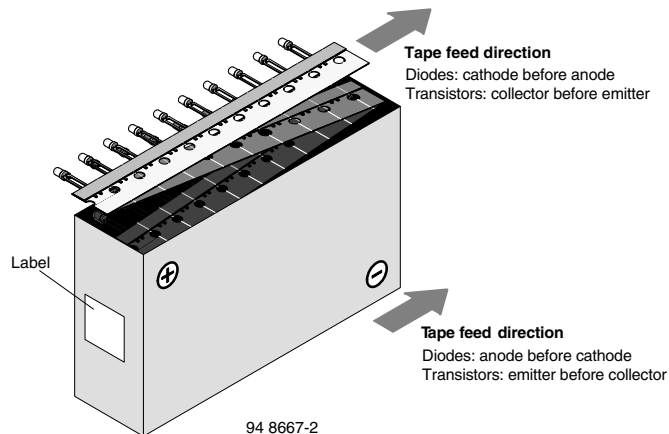 Tape feed direction
Diodes: cathode before anode
Transistors: collector before emitter
Label
+
−
Tape feed direction
Diodes: anode before cathode
Transistors: emitter before collector
94 8667-2